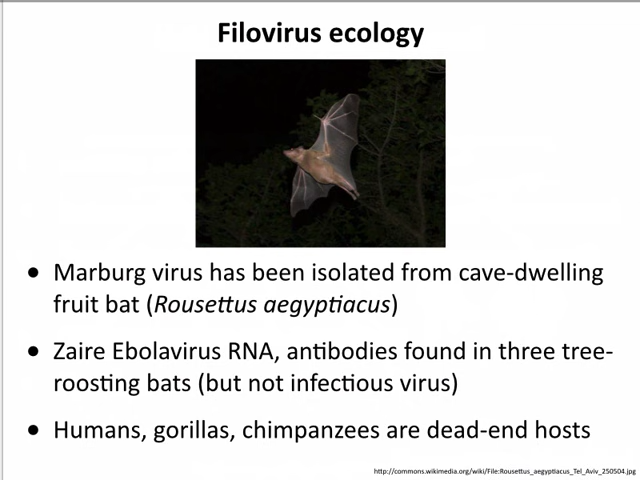 Filovirus ecology
● Marburg virus has been isolated from cave-dwelling
fruit bat (Rousettus aegyptiacus)
● Zaire Ebolavirus RNA, antibodies found in three tree-
roosting bats (but not infectious virus)
● Humans, gorillas, chimpanzees are dead-end hosts
http://commons.wikimedia.org/wiki/File:Rousettus_aegyptiacus_Tel_Aviv_250504.jpg